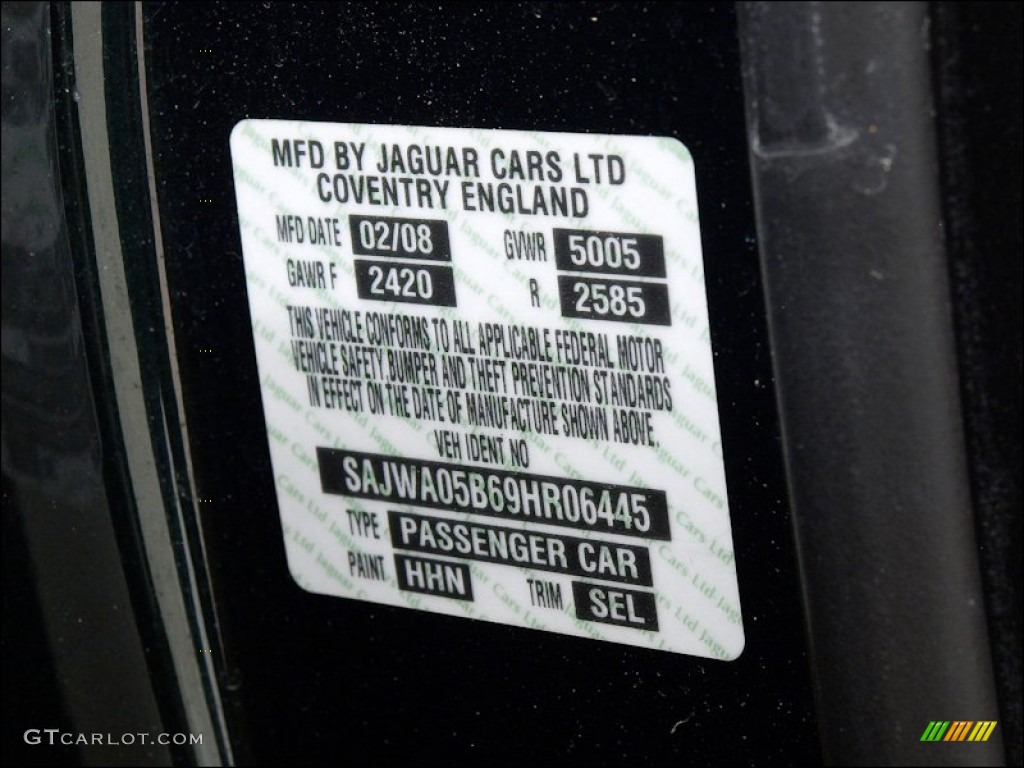 MFD BY JAGUAR CARS LTD
COVENTRY ENGLAND
MFD DATE 02/08 GVWR 5005
GAWR F 2420 R 2585
THIS VEHICLE CONFORMS TO ALL APPLICABLE FEDERAL MOTOR
VEHICLE SAFETY, BUMPER AND THEFT PREVENTION STANDARDS
IN EFFECT ON THE DATE OF MANUFACTURE SHOWN ABOVE.
VEH IDENT NO
SAJWA05B69HR06445
TYPE PASSENGER CAR
PAINT HHN TRIM SEL
GTCARLOT.COM